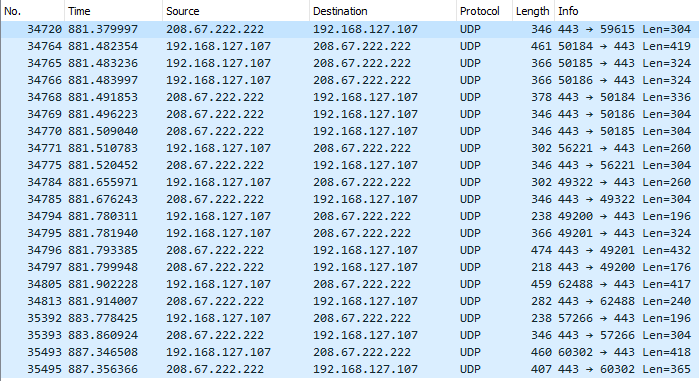 No. Time Source Destination Protocol Length Info
34720 881.379997 208.67.222.222 192.168.127.107 UDP 346 443 → 59615 Len=304
34764 881.482354 192.168.127.107 208.67.222.222 UDP 461 50184 → 443 Len=419
34765 881.483236 192.168.127.107 208.67.222.222 UDP 366 50185 → 443 Len=324
34766 881.483997 192.168.127.107 208.67.222.222 UDP 366 50186 → 443 Len=324
34768 881.491853 208.67.222.222 192.168.127.107 UDP 378 443 → 50184 Len=336
34769 881.496223 208.67.222.222 192.168.127.107 UDP 346 443 → 50186 Len=304
34770 881.509040 208.67.222.222 192.168.127.107 UDP 346 443 → 50185 Len=304
34771 881.510783 192.168.127.107 208.67.222.222 UDP 302 56221 → 443 Len=260
34775 881.520452 208.67.222.222 192.168.127.107 UDP 346 443 → 56221 Len=304
34784 881.655971 192.168.127.107 208.67.222.222 UDP 302 49322 → 443 Len=260
34785 881.676243 208.67.222.222 192.168.127.107 UDP 346 443 → 49322 Len=304
34794 881.780311 192.168.127.107 208.67.222.222 UDP 238 49200 → 443 Len=196
34795 881.781940 192.168.127.107 208.67.222.222 UDP 366 49201 → 443 Len=324
34796 881.793385 208.67.222.222 192.168.127.107 UDP 474 443 → 49201 Len=432
34797 881.799948 208.67.222.222 192.168.127.107 UDP 218 443 → 49200 Len=176
34805 881.902228 192.168.127.107 208.67.222.222 UDP 459 62488 → 443 Len=417
34813 881.914007 208.67.222.222 192.168.127.107 UDP 282 443 → 62488 Len=240
35392 883.778425 192.168.127.107 208.67.222.222 UDP 238 57266 → 443 Len=196
35393 883.860924 208.67.222.222 192.168.127.107 UDP 346 443 → 57266 Len=304
35493 887.346508 192.168.127.107 208.67.222.222 UDP 460 60302 → 443 Len=418
35495 887.356366 208.67.222.222 192.168.127.107 UDP 407 443 → 60302 Len=365